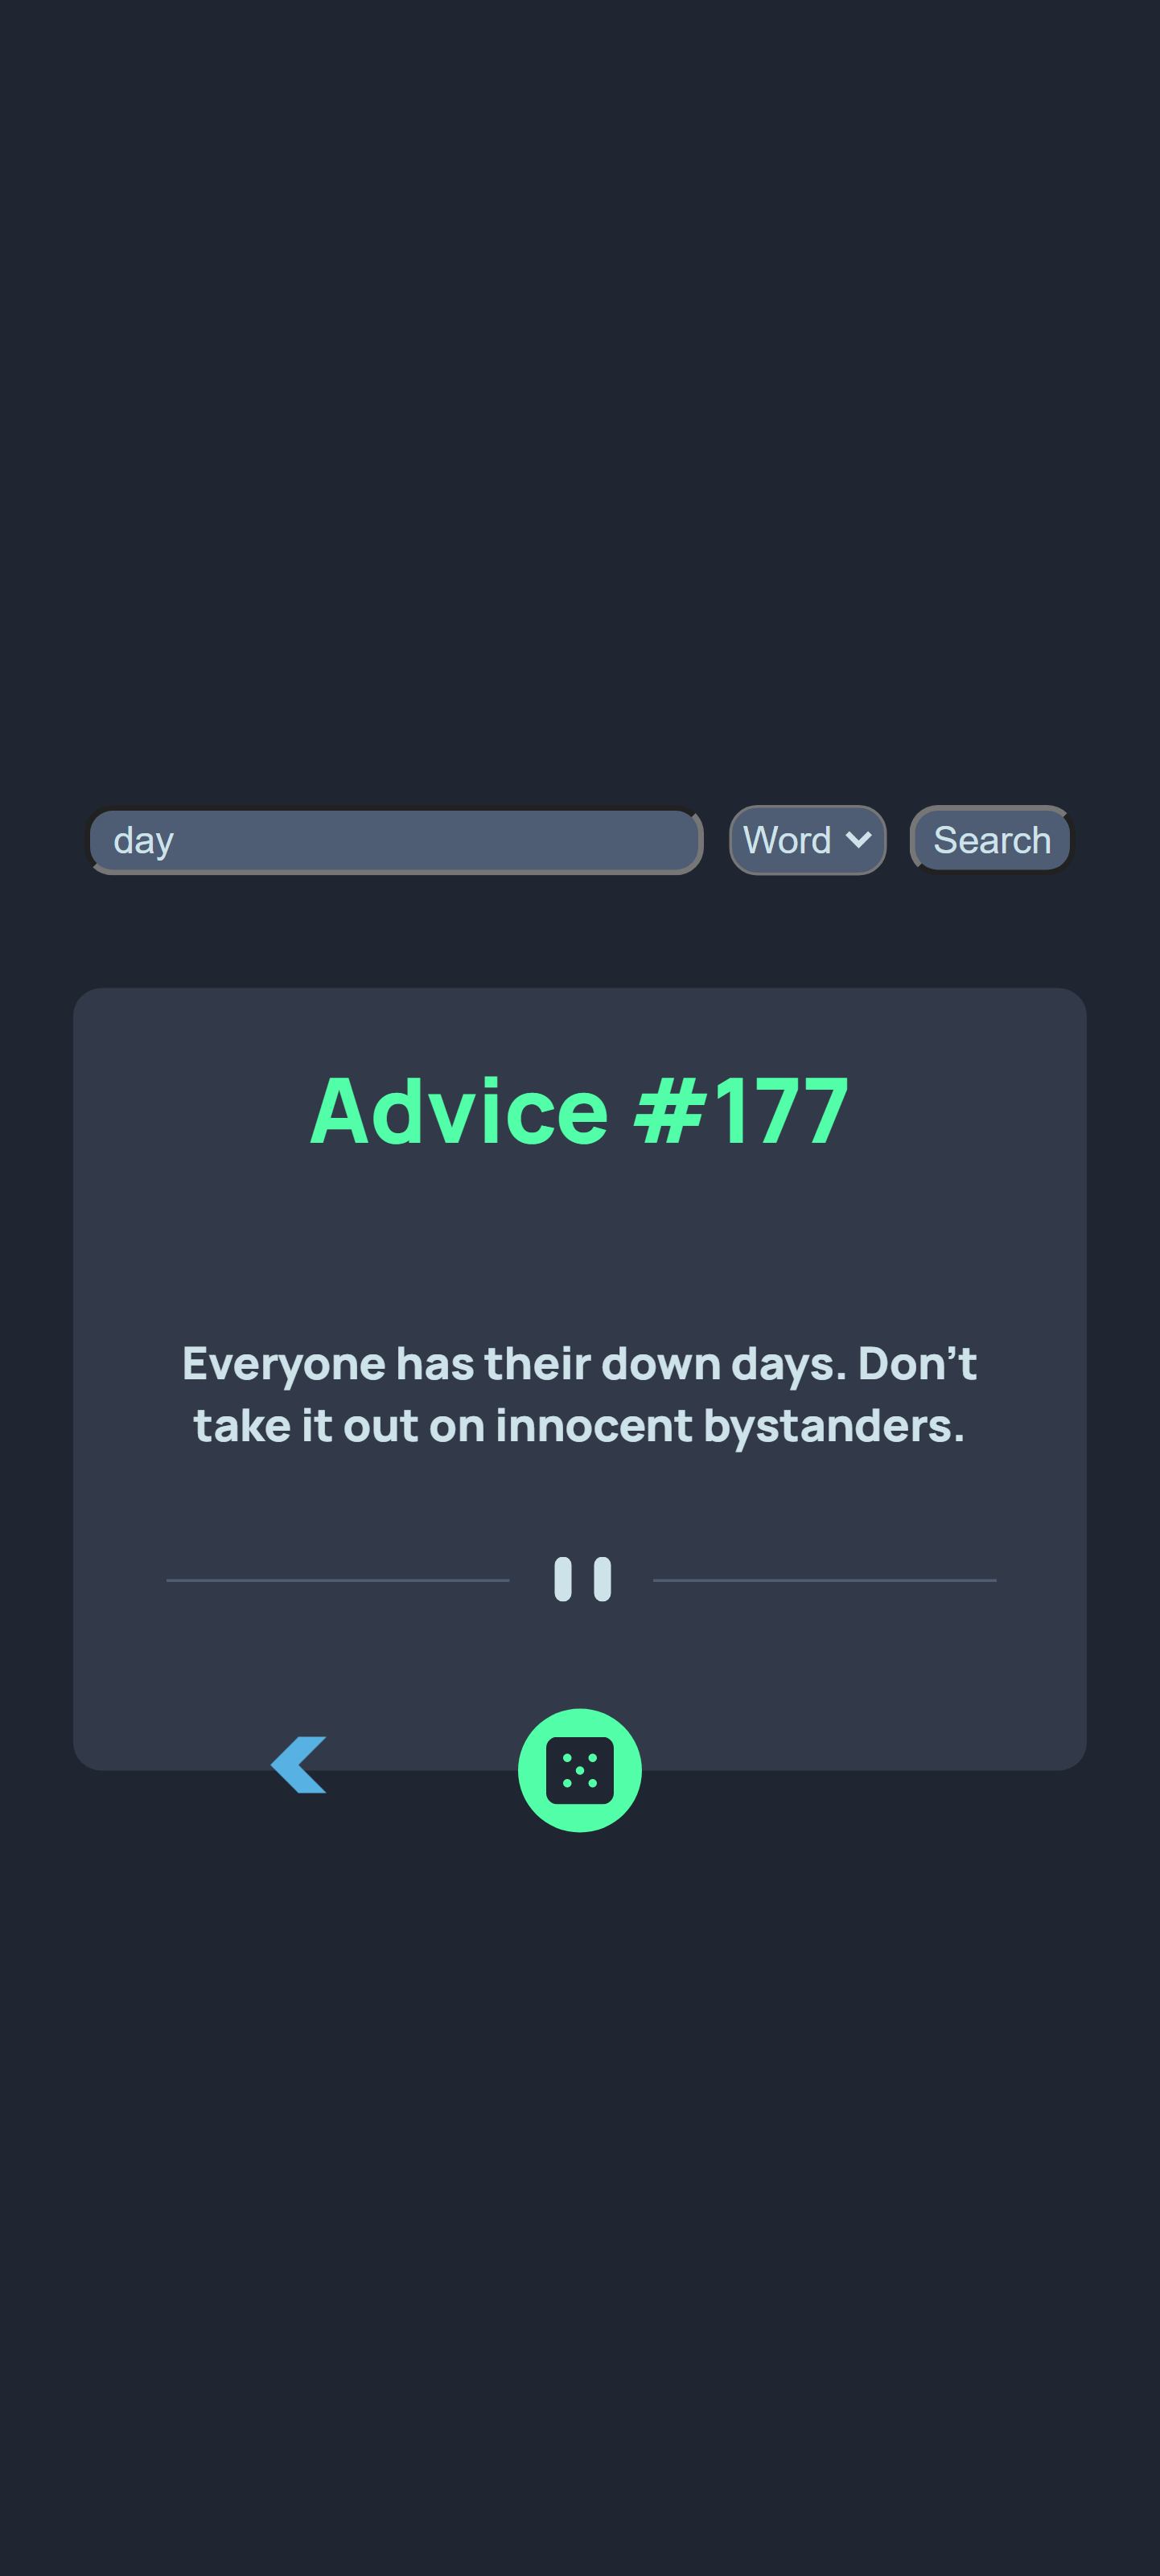 day
Word
Search
Advice #177
Everyone has their down days. Don’t
take it out on innocent bystanders.